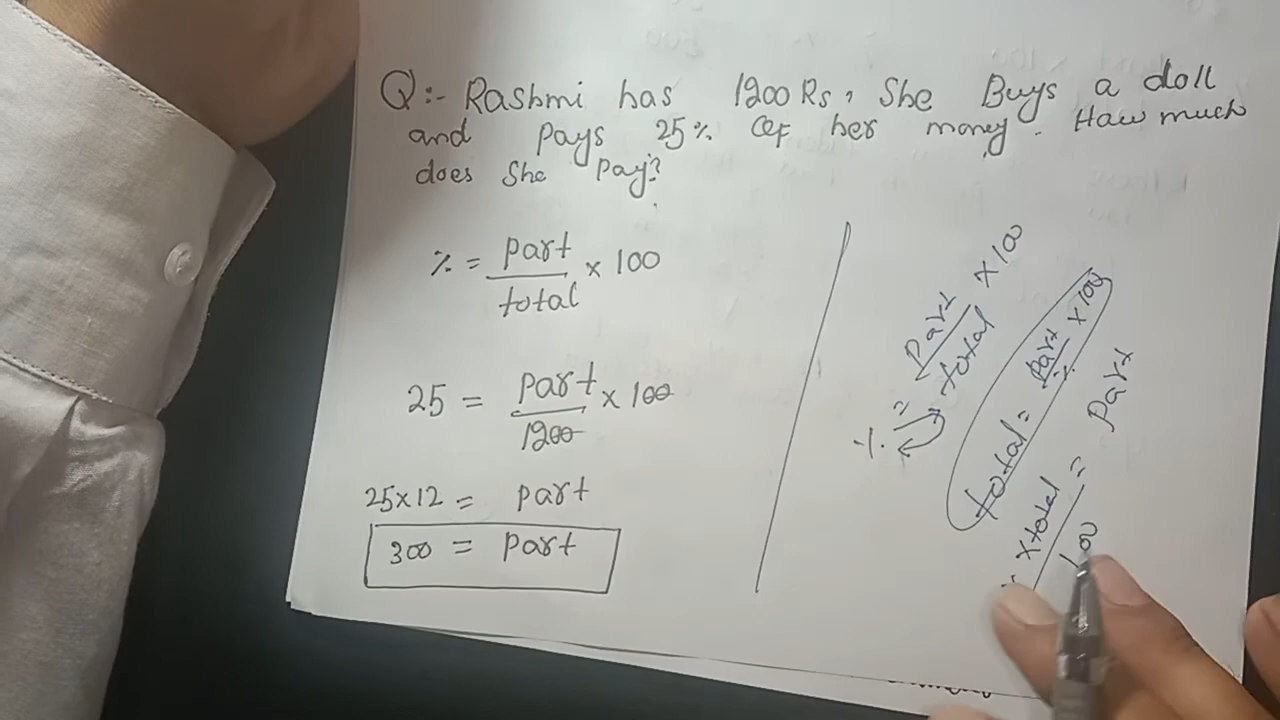 Q:- Rashmi has 1200 Rs, She Buys a doll
and pays 25% OF her money. How much
does She Pay?
% = Part/total × 100
25 = Part/1200 × 100
25×12 = Part
300 = Part
% = Part/total × 100
total = Part/% × 100
× total/100 = Part